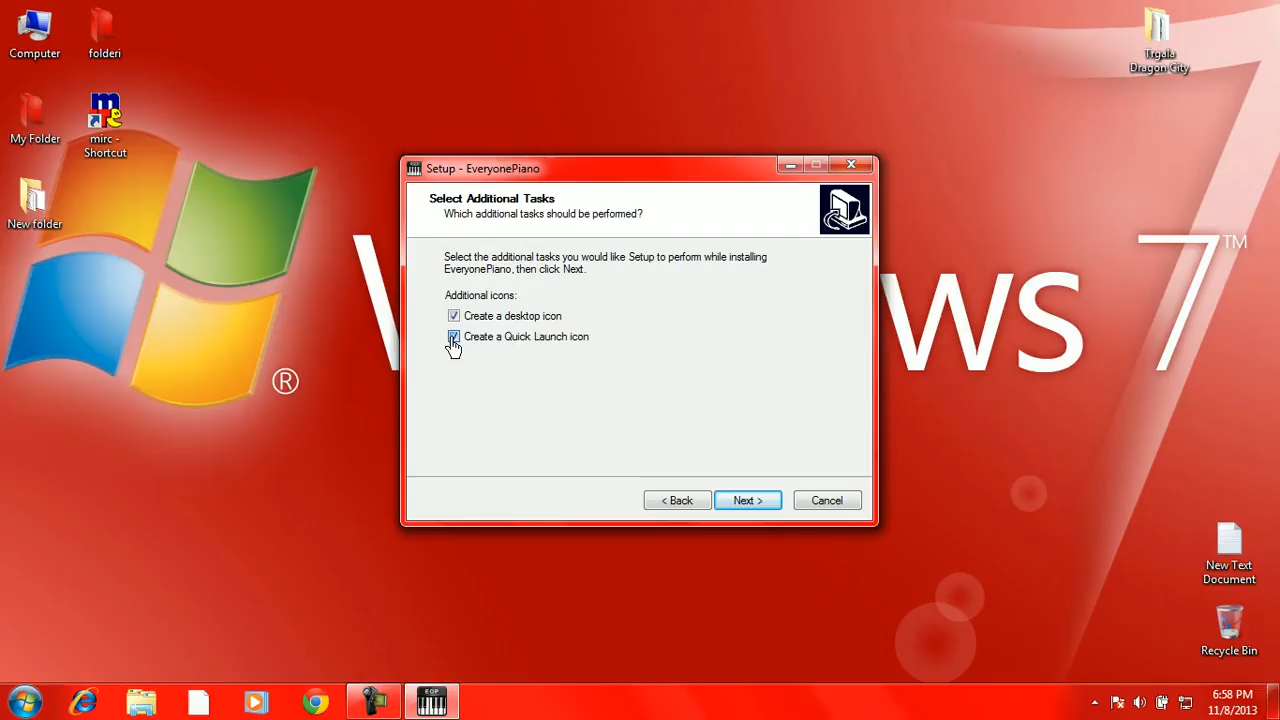 Computer
folderi
My Folder
mirc -
Shortcut
New folder
Trgala
Dragon City
Setup - EveryonePiano
Select Additional Tasks
Which additional tasks should be performed?
Select the additional tasks you would like Setup to perform while installing
EveryonePiano, then click Next.
Additional icons:
Create a desktop icon
Create a Quick Launch icon
< Back
Next >
Cancel
W
ws 7™
®
New Text
Document
Recycle Bin
EOP
6:58 PM
11/8/2013